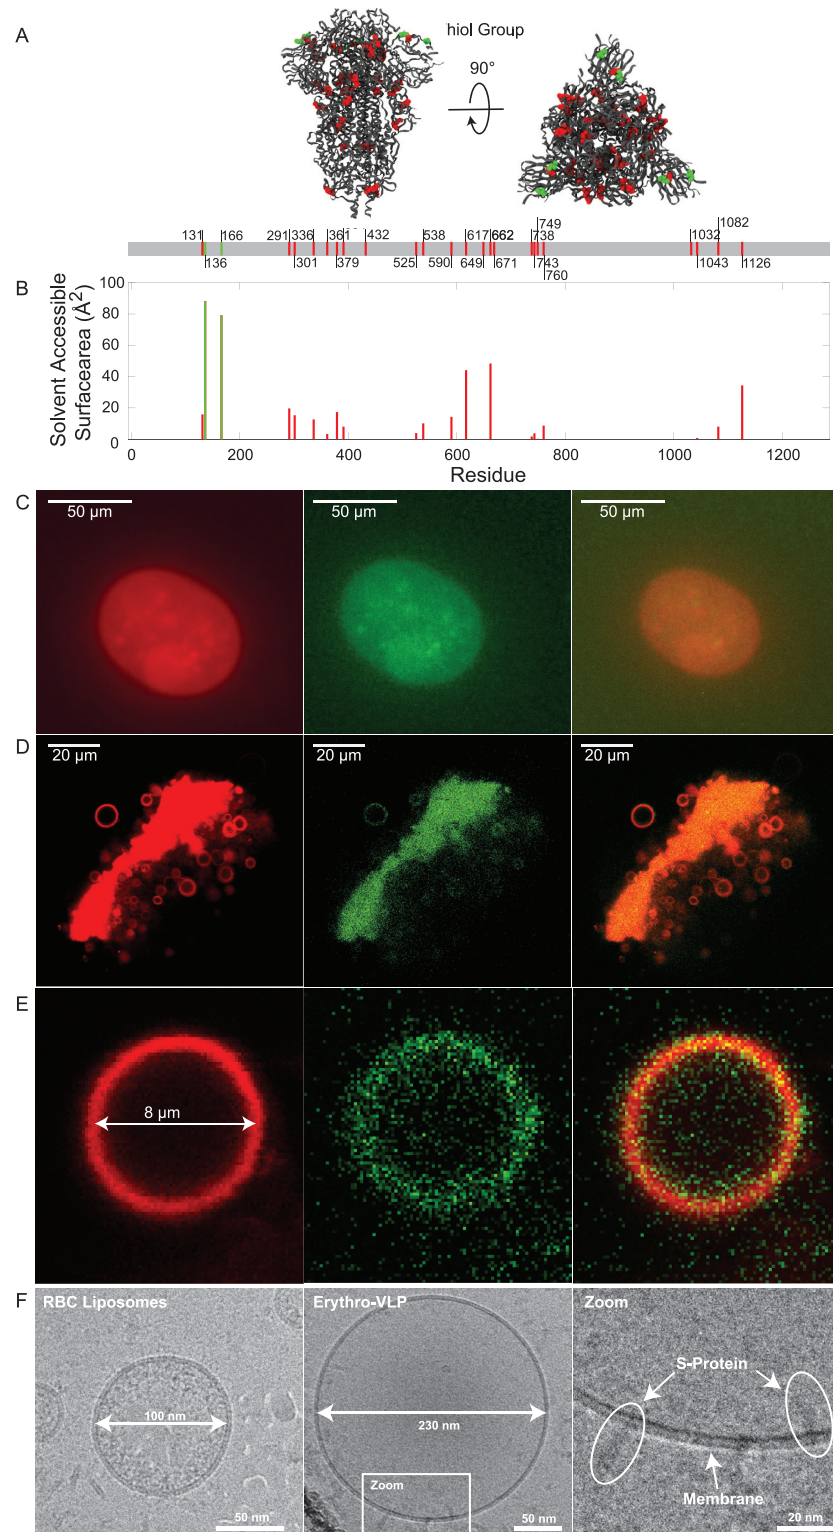 A
hiol Group
90°
131 166 291 336 361 432 538 617 662 738 749 1032 1082
136 301 379 525 590 649 671 743 760 1043 1126
B
Solvent Accessible
Surfacearea (Å²)
100
80
60
40
20
0
0 200 400 600 800 1000 1200
Residue
C
50 µm 50 µm 50 µm
D
20 µm 20 µm 20 µm
E
8 µm
F
RBC Liposomes Erythro-VLP Zoom
S-Protein
100 nm 230 nm
Zoom
Membrane
50 nm 50 nm 20 nm